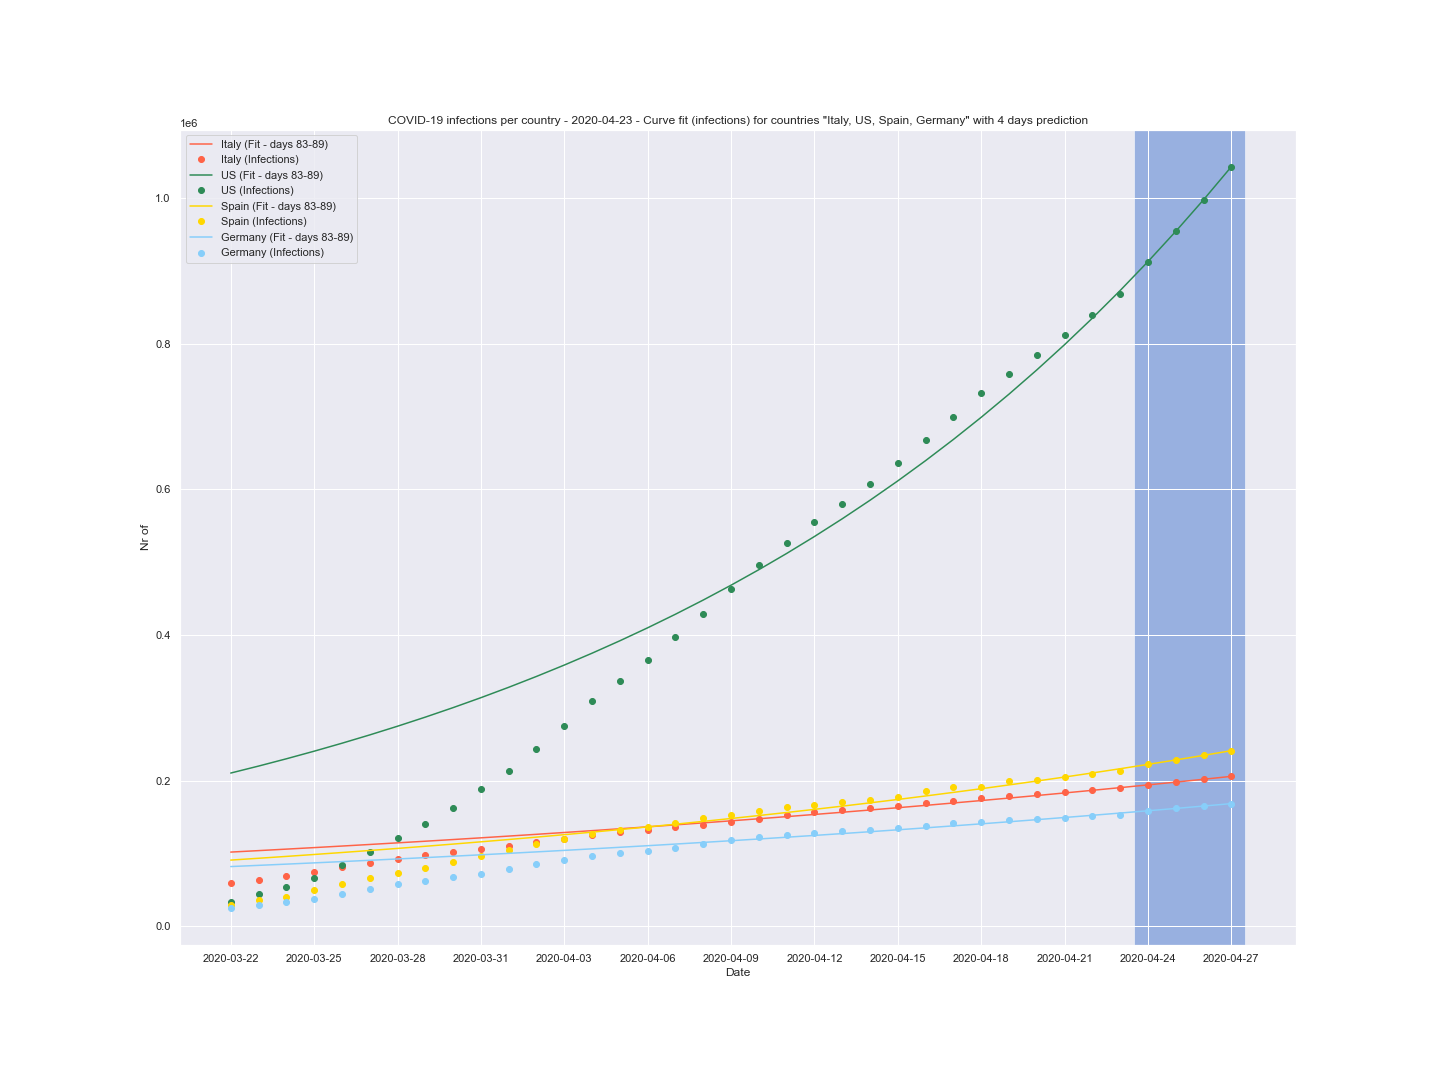 COVID-19 infections per country - 2020-04-23 - Curve fit (infections) for countries "Italy, US, Spain, Germany" with 4 days prediction
1e6
Italy (Fit - days 83-89)
Italy (Infections)
US (Fit - days 83-89)
US (Infections)
Spain (Fit - days 83-89)
Spain (Infections)
Germany (Fit - days 83-89)
Germany (Infections)
1.0
0.8
0.6
0.4
0.2
0.0
Nr of
2020-03-22 2020-03-25 2020-03-28 2020-03-31 2020-04-03 2020-04-06 2020-04-09 2020-04-12 2020-04-15 2020-04-18 2020-04-21 2020-04-24 2020-04-27
Date